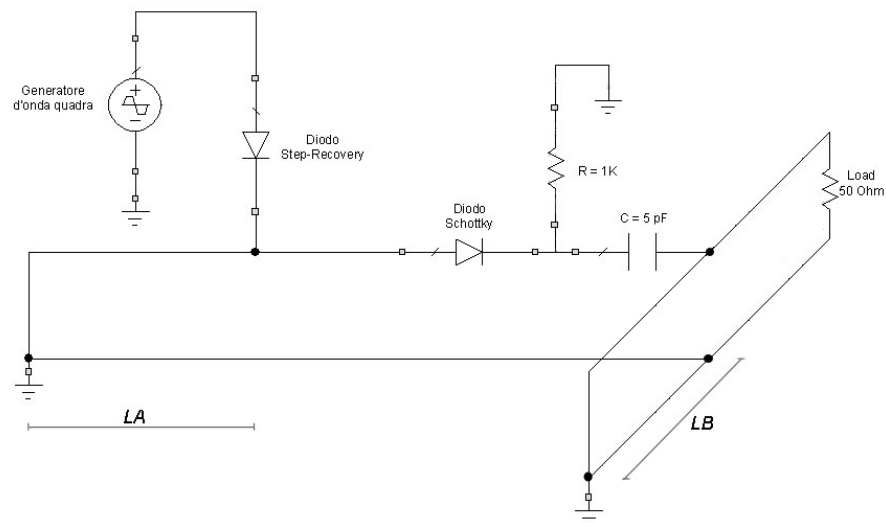 Generatore
d'onda quadra
Diodo
Step-Recovery
R = 1K
Load
50 Ohm
Diodo
Schottky
C = 5 pF
LA
LB